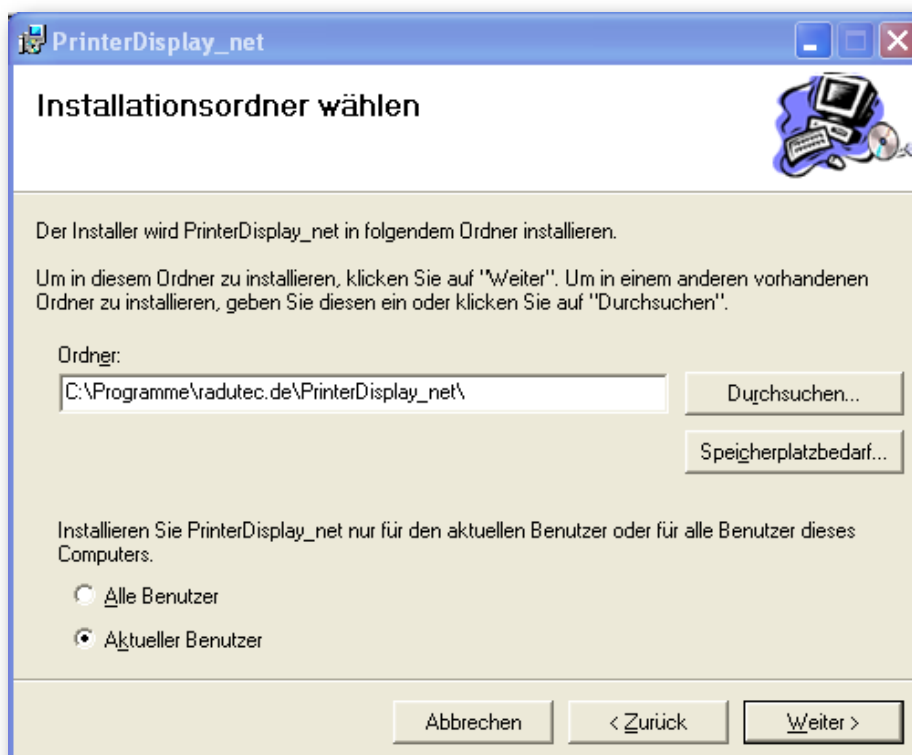 PrinterDisplay_net
Installationsordner wählen
Der Installer wird PrinterDisplay_net in folgendem Ordner installieren.
Um in diesem Ordner zu installieren, klicken Sie auf "Weiter". Um in einem anderen vorhandenen
Ordner zu installieren, geben Sie diesen ein oder klicken Sie auf "Durchsuchen".
Ordner:
C:\Programme\radutec.de\PrinterDisplay_net\
Durchsuchen...
Speicherplatzbedarf...
Installieren Sie PrinterDisplay_net nur für den aktuellen Benutzer oder für alle Benutzer dieses
Computers.
Alle Benutzer
Aktueller Benutzer
Abbrechen
< Zurück
Weiter >